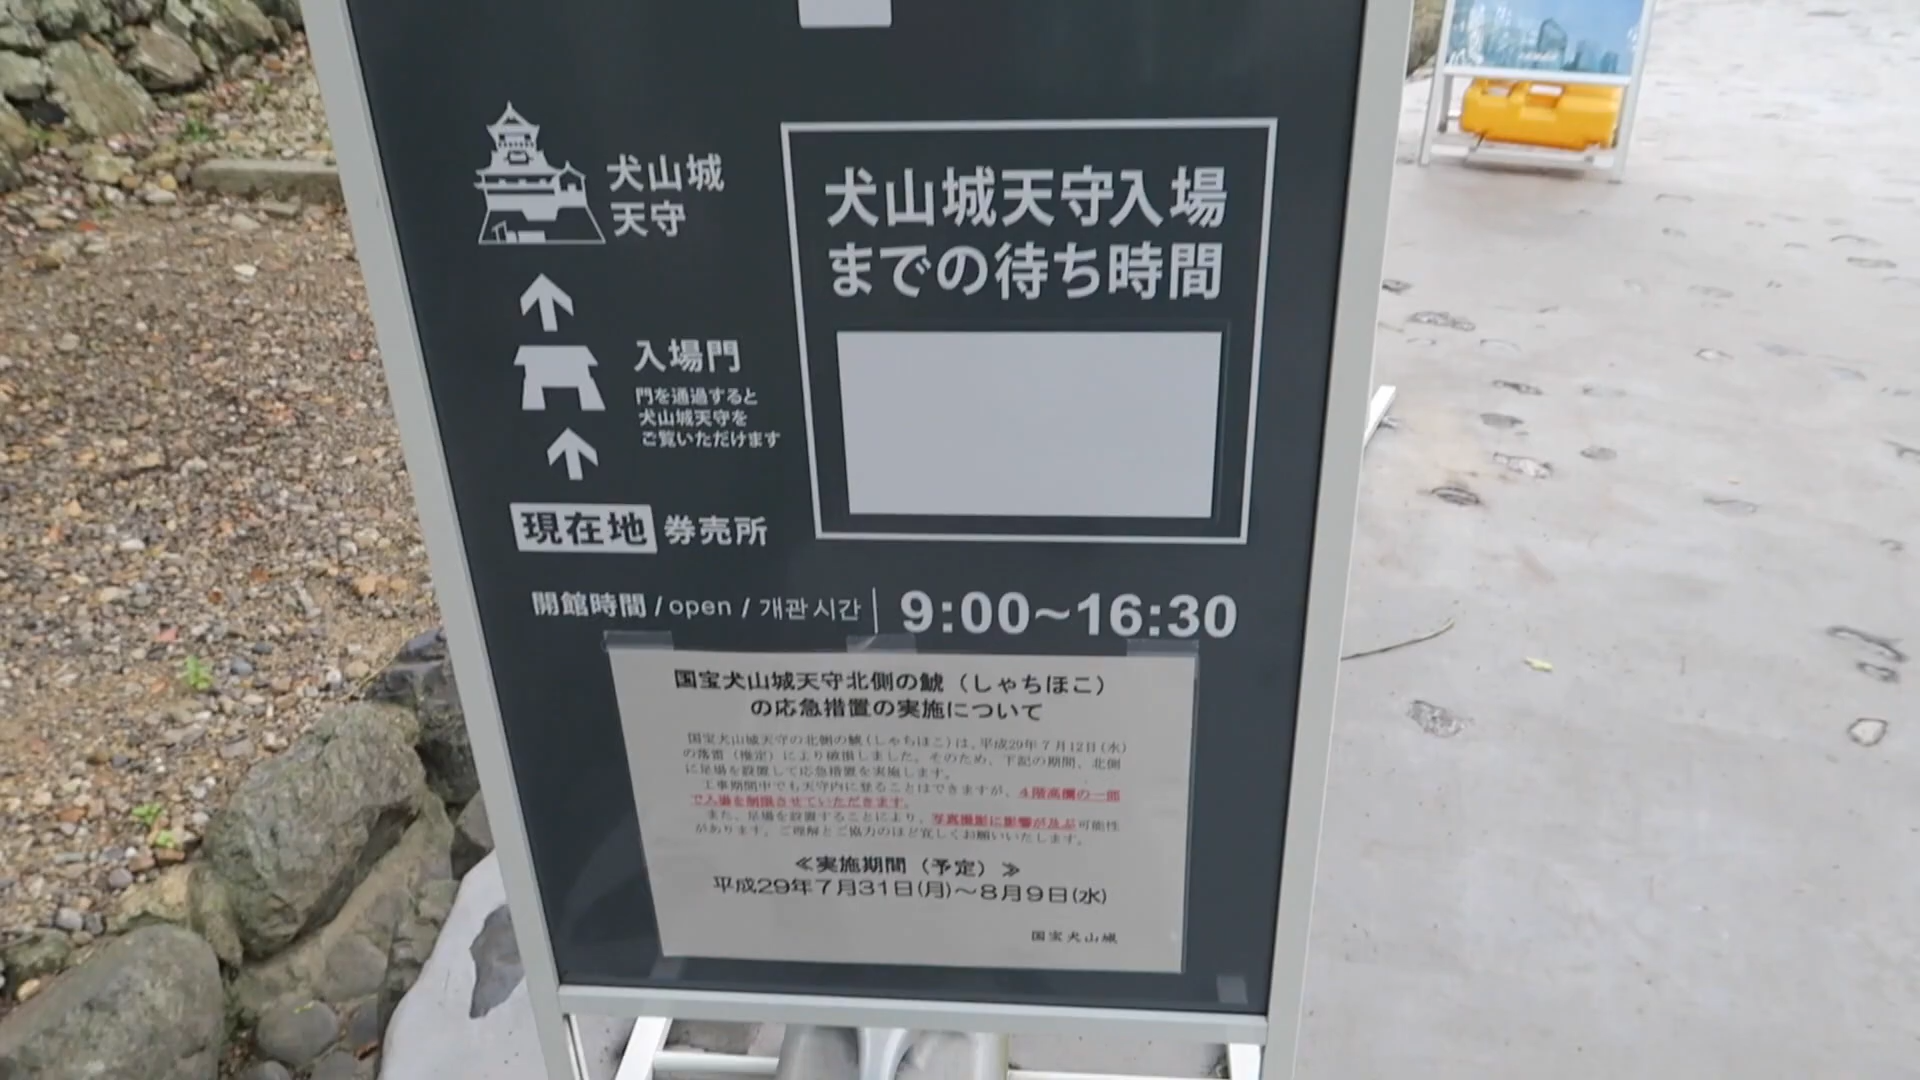 犬山城
天守
犬山城天守入場
までの待ち時間
入場門
門を通過すると
犬山城天守を
ご覧いただけます
現在地 券売所
開館時間 / open / 개관 시간 9:00~16:30
国宝犬山城天守北側の鯱（しゃちほこ）
の応急措置の実施について
国宝犬山城天守の北側の鯱（しゃちほこ）は、平成29年7月12日（水）
の落雷（推定）により破損しました。そのため、下記の期間、北側
に足場を設置して応急措置を実施します。
工事期間中でも天守内に登ることはできますが、4階高欄の一部
で入場を制限させていただきます。
また、足場を設置することにより、写真撮影に影響が及ぶ可能性
があります。ご理解とご協力のほど宜しくお願いいたします。
≪実施期間（予定）≫
平成29年7月31日（月）～8月9日（水）
国宝犬山城